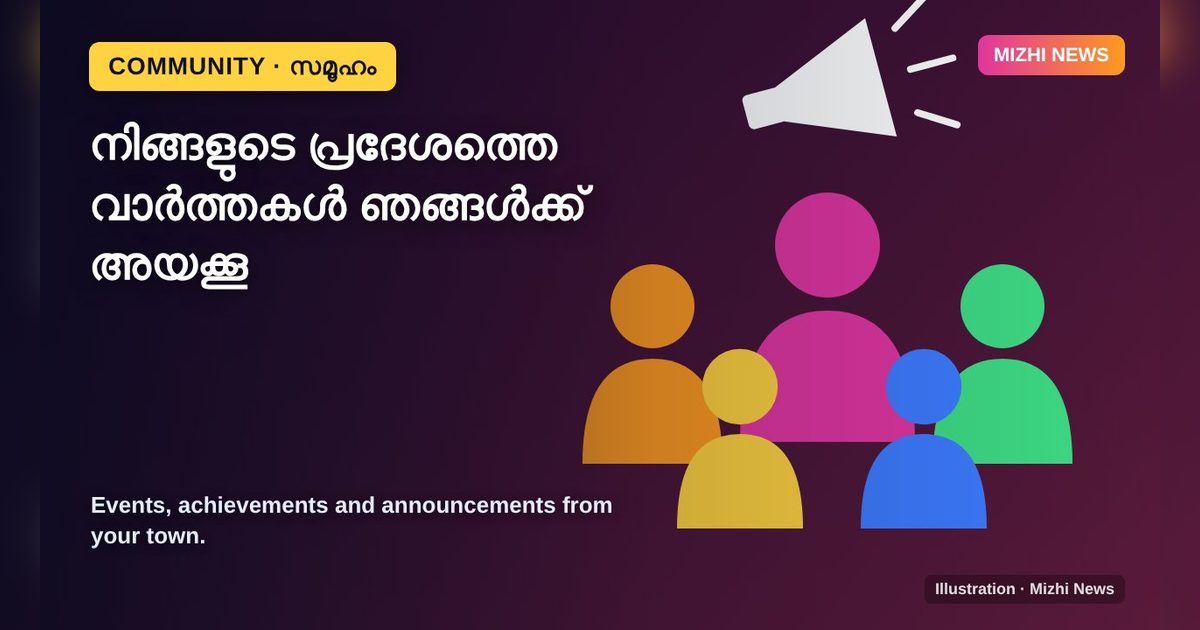 COMMUNITY · സമൂഹം
MIZHI NEWS
നിങ്ങളുടെ പ്രദേശത്തെ
വാർത്തകൾ ഞങ്ങൾക്ക്
അയക്കൂ
Events, achievements and announcements from
your town.
Illustration · Mizhi News